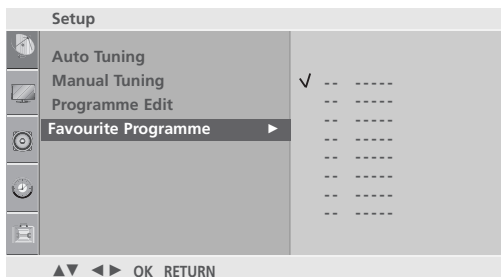 Setup
Auto Tuning
Manual Tuning
Programme Edit
Favourite Programme ►
✓ -- -----
-- -----
-- -----
-- -----
-- -----
-- -----
-- -----
-- -----
▲▼ ◄► OK RETURN